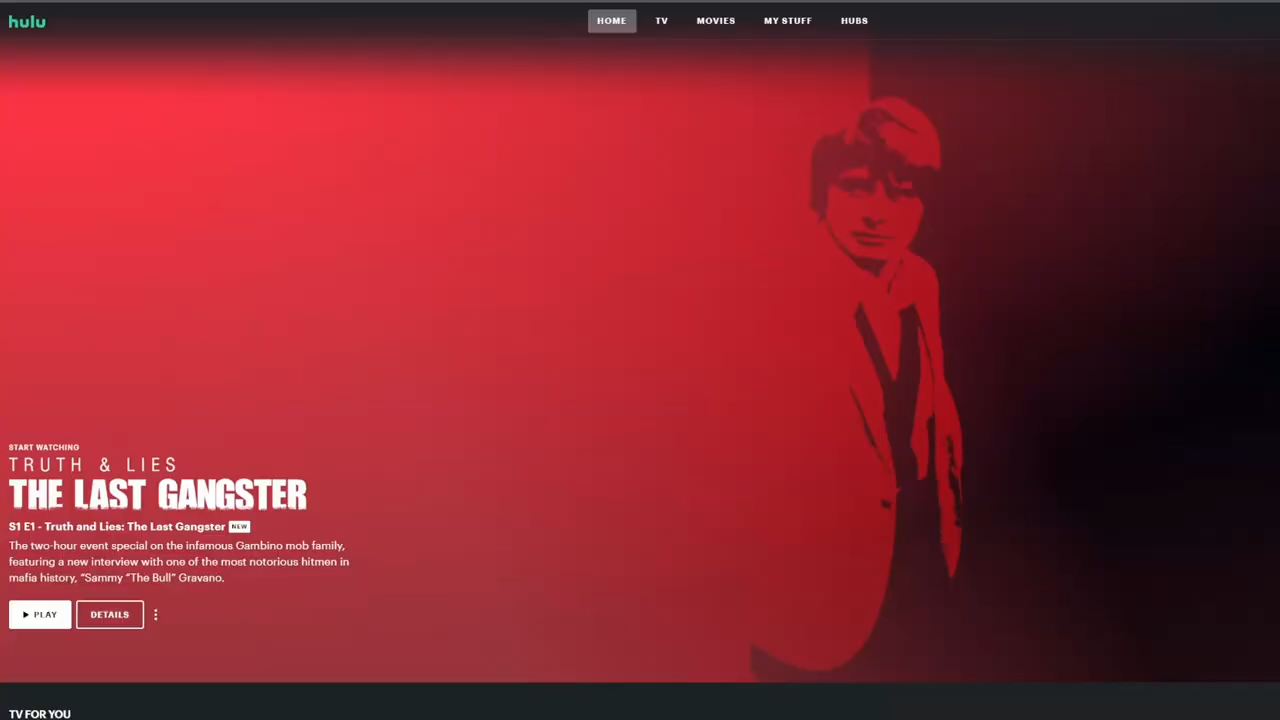 hulu
HOME TV MOVIES MY STUFF HUBS
START WATCHING
TRUTH & LIES
THE LAST GANGSTER
S1 E1 - Truth and Lies: The Last Gangster NEW
The two-hour event special on the infamous Gambino mob family,
featuring a new interview with one of the most notorious hitmen in
mafia history, “Sammy “The Bull” Gravano.
PLAY DETAILS
TV FOR YOU